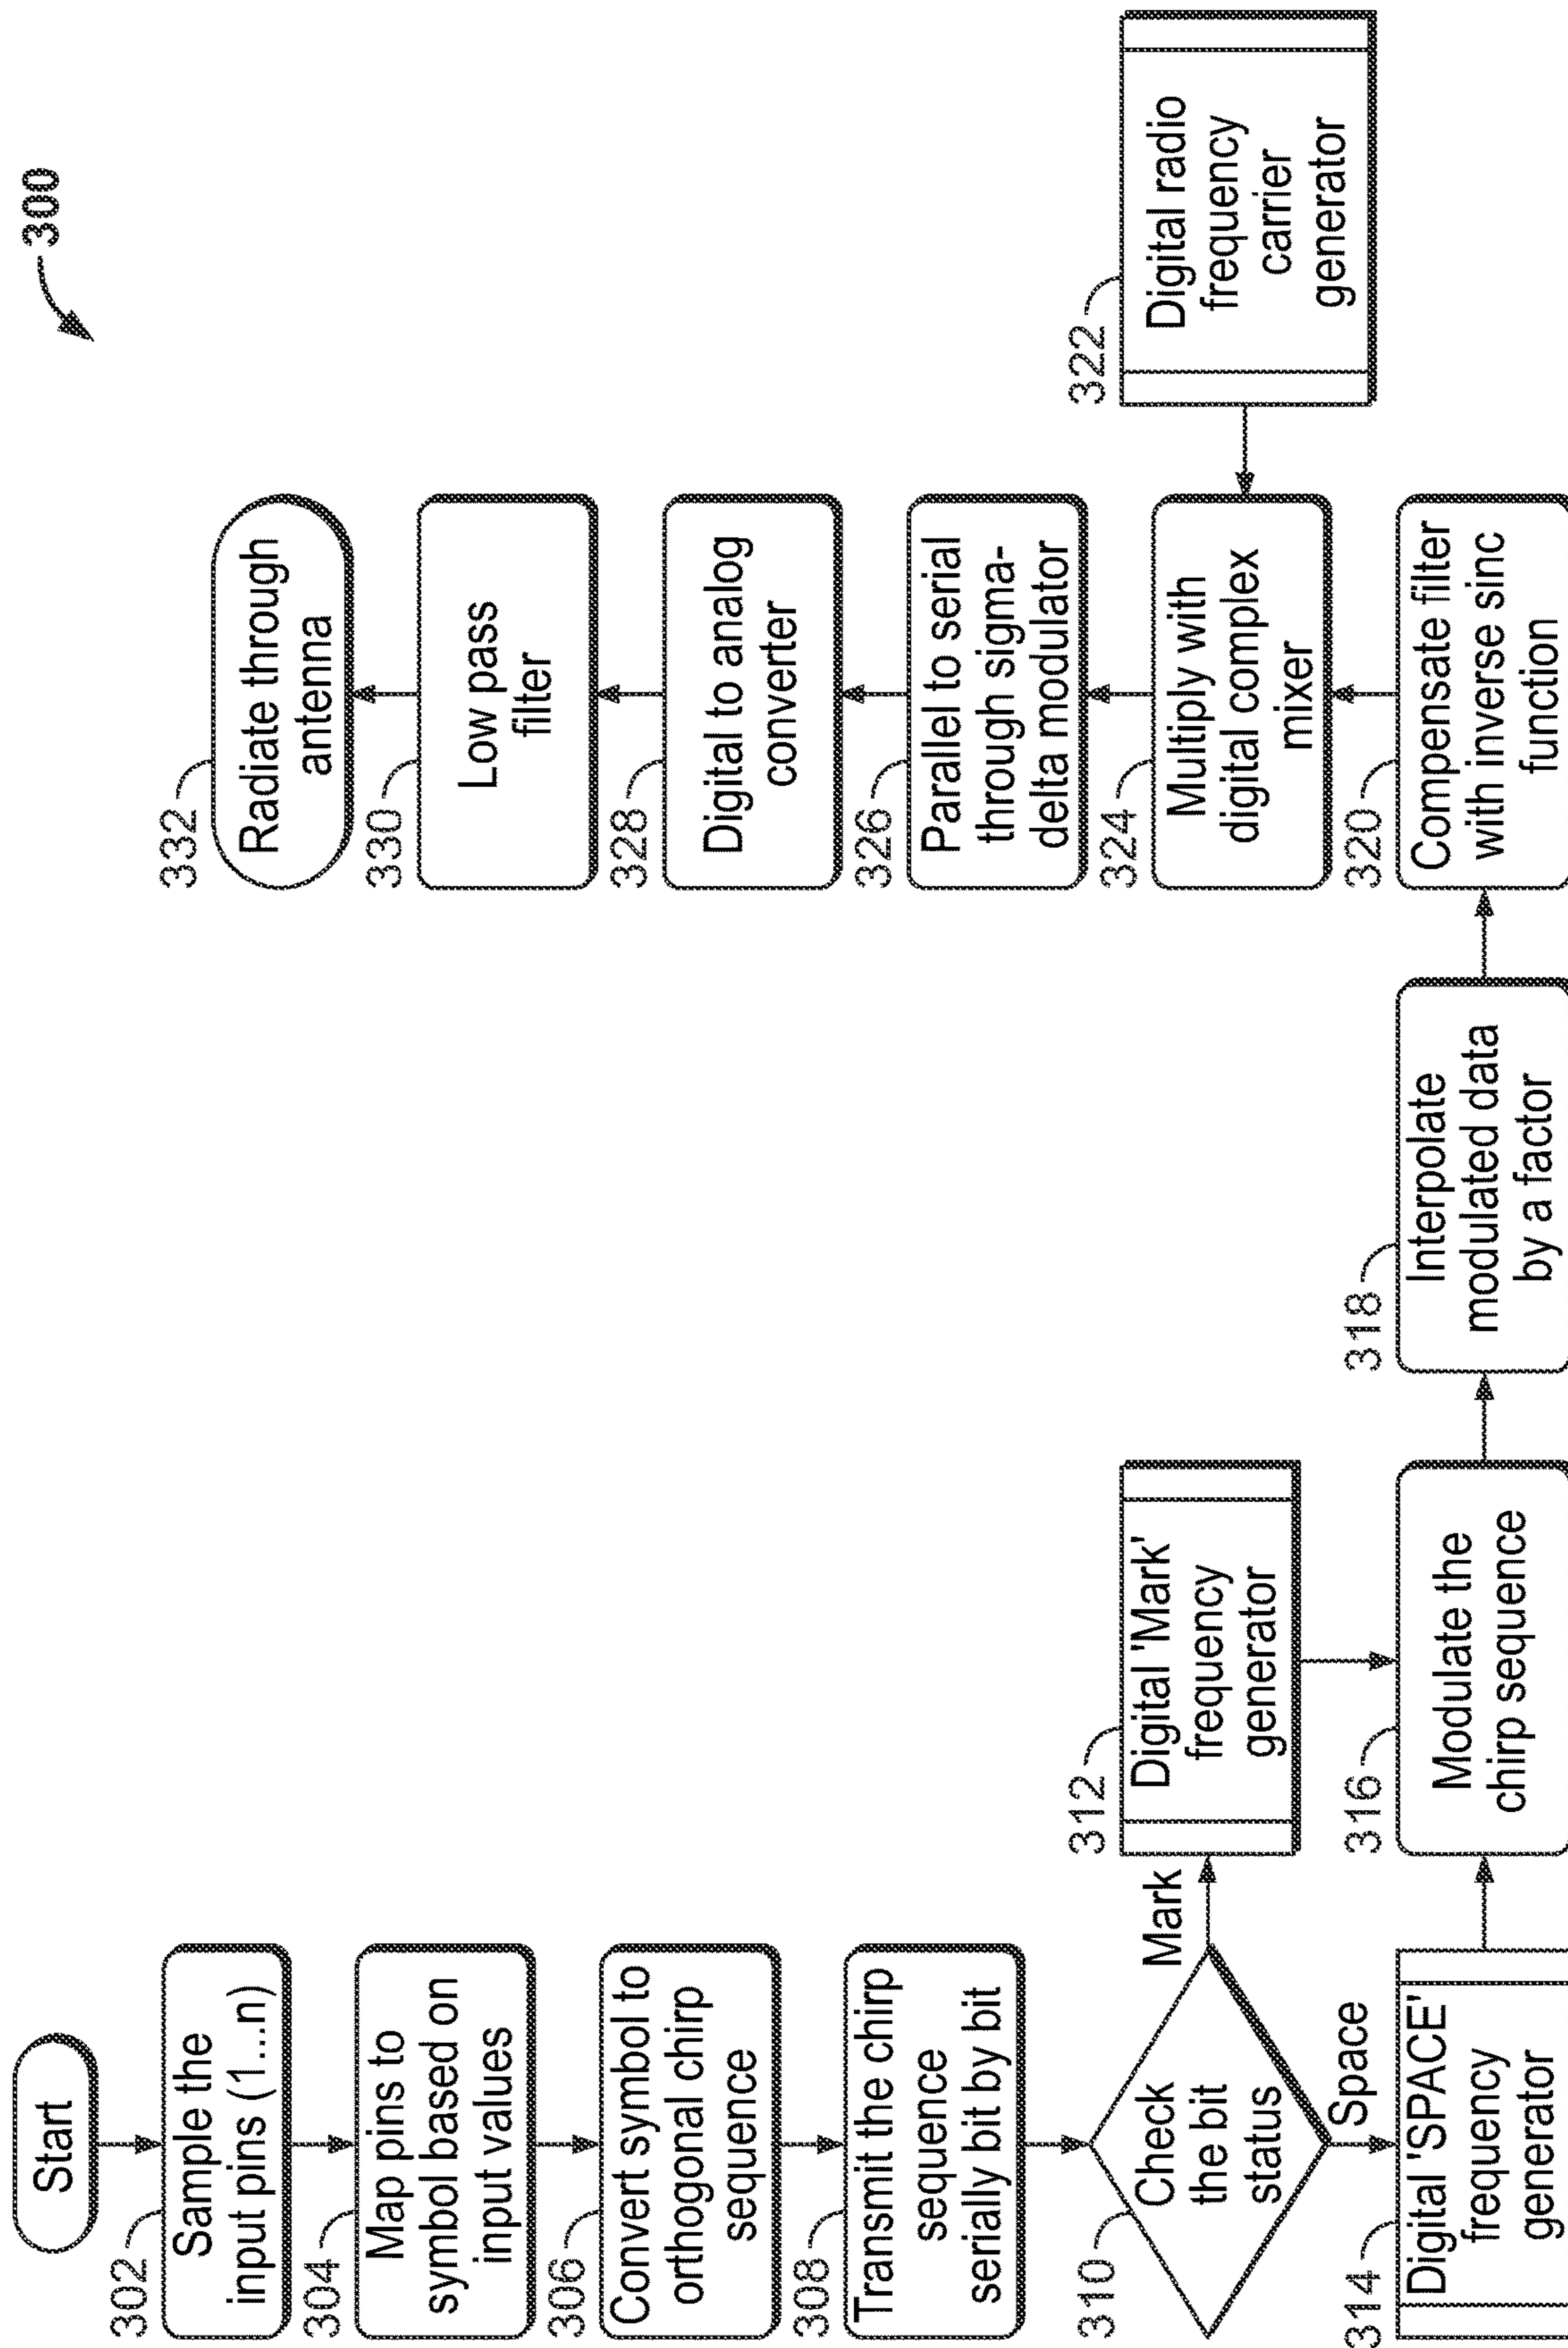 300
Start
302
Sample the
input pins (1...n)
304
Map pins to
symbol based on
input values
306
Convert symbol to
orthogonal chirp
sequence
308
Transmit the chirp
sequence
serially bit by bit
310
Check
the bit
status
Mark
Space
312
Digital 'Mark'
frequency
generator
314
Digital 'SPACE'
frequency
generator
316
Modulate the
chirp sequence
318
Interpolate
modulated data
by a factor
320
Compensate filter
with inverse sinc
function
322
Digital radio
frequency
carrier
generator
324
Multiply with
digital complex
mixer
326
Parallel to serial
through sigma-
delta modulator
328
Digital to analog
converter
330
Low pass
filter
332
Radiate through
antenna